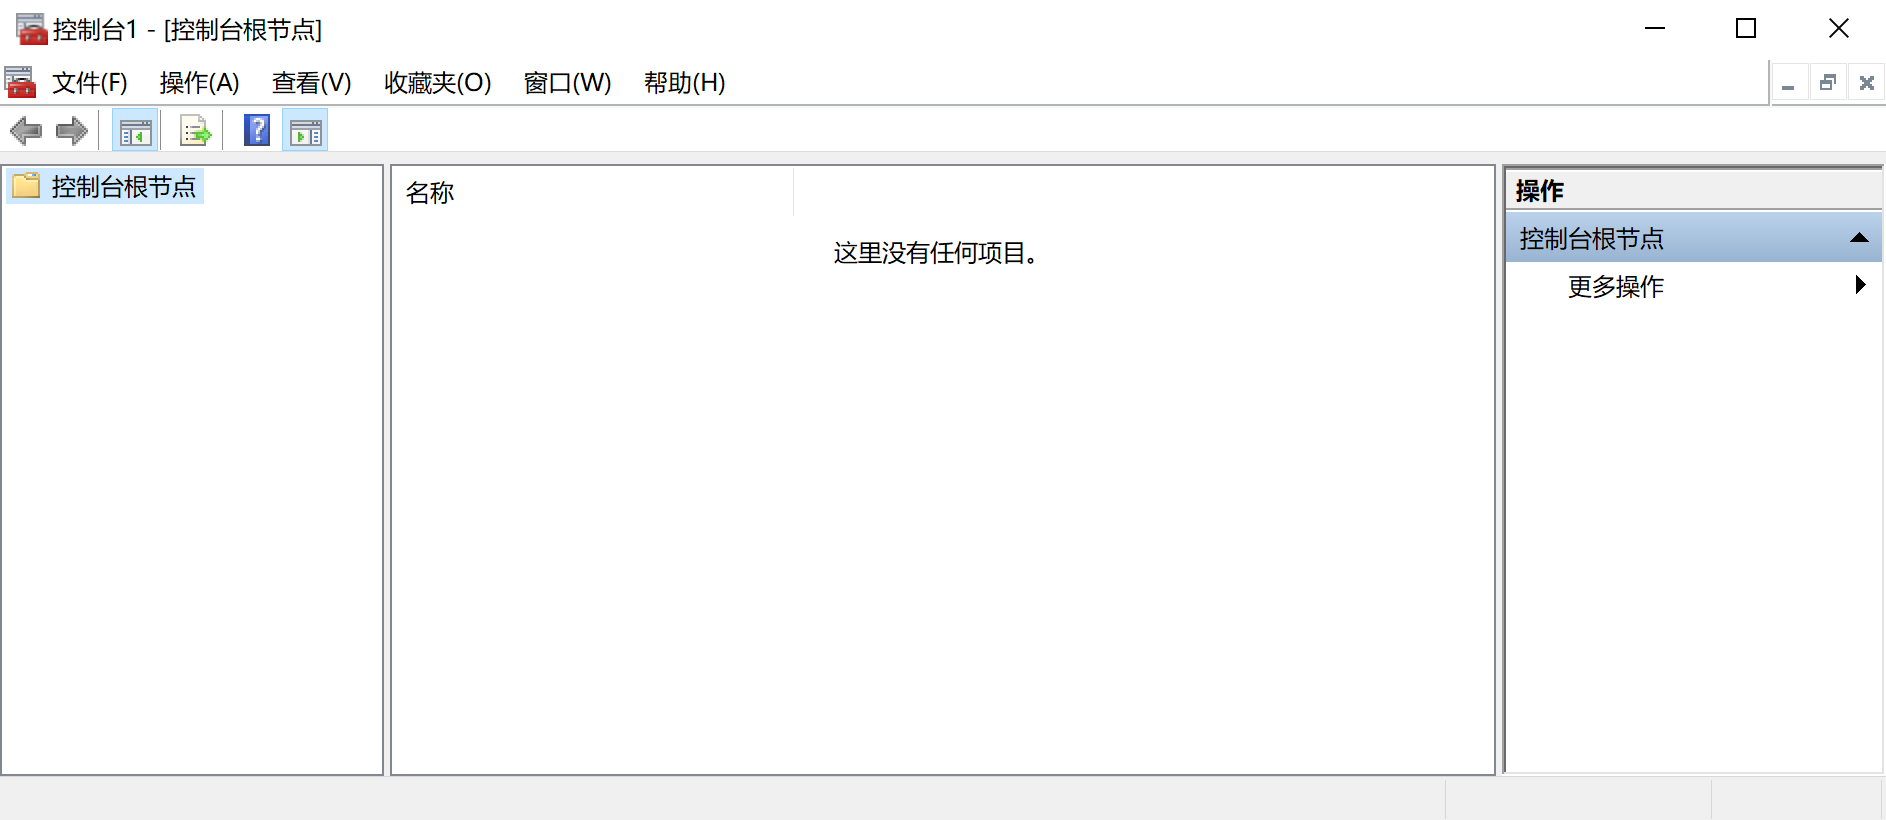 控制台1 - [控制台根节点]
文件(F) 操作(A) 查看(V) 收藏夹(O) 窗口(W) 帮助(H)
控制台根节点
名称
这里没有任何项目。
操作
控制台根节点
更多操作